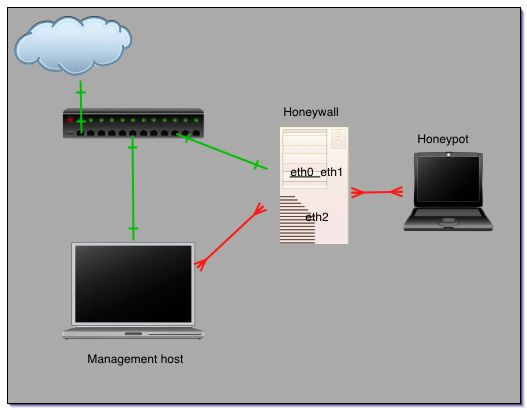 Honeywall
Honeypot
eth0 eth1
eth2
Management host